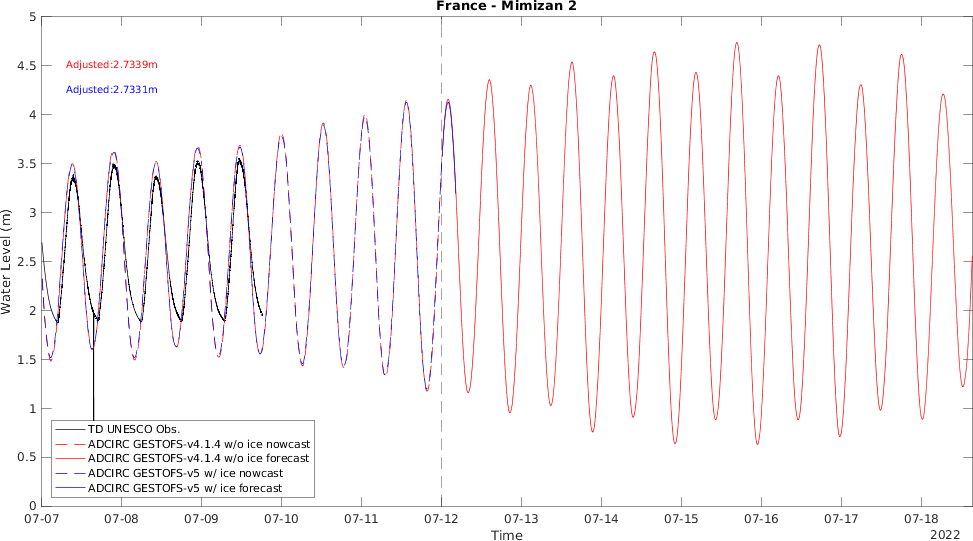 France - Mimizan 2
5
4.5
4
3.5
3
2.5
2
1.5
1
0.5
0
Water Level (m)
Adjusted:2.7339m
Adjusted:2.7331m
TD UNESCO Obs.
ADCIRC GESTOFS-v4.1.4 w/o ice nowcast
ADCIRC GESTOFS-v4.1.4 w/o ice forecast
ADCIRC GESTOFS-v5 w/ ice nowcast
ADCIRC GESTOFS-v5 w/ ice forecast
07-07 07-08 07-09 07-10 07-11 07-12 07-13 07-14 07-15 07-16 07-17 07-18
Time
2022